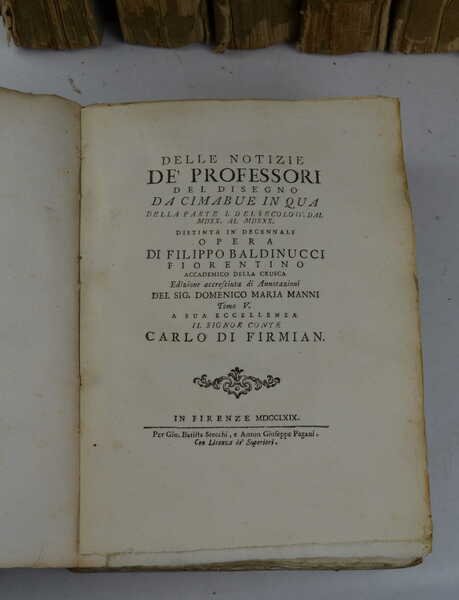 DELLE NOTIZIE
DE' PROFESSORI
DEL DISEGNO
DA CIMABUE IN QUA
DELLA PARTE I. DEL SECOLO IV. DAL
MDXX. AL MDXXX.
DISTINTA IN DECENNALI
OPERA
DI FILIPPO BALDINUCCI
FIORENTINO
ACCADEMICO DELLA CRUSCA
Edizione accresciuta di Annotazioni
DEL SIG. DOMENICO MARIA MANNI
Tomo V.
A SUA ECCELLENZA
IL SIGNOR CONTE
CARLO DI FIRMIAN.
IN FIRENZE MDCCLXIX.
Per Gio. Batista Stecchi, e Anton Giuseppe Pagani.
Con Licenza de' Superiori.